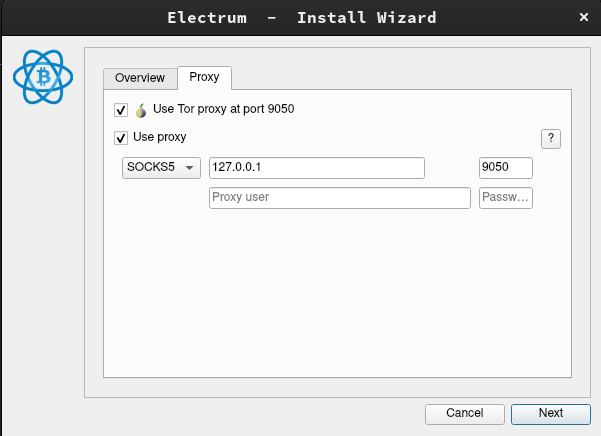 Electrum – Install Wizard ×
Overview Proxy
Use Tor proxy at port 9050
Use proxy ?
SOCKS5 127.0.0.1 9050
Proxy user Passw...
Cancel Next